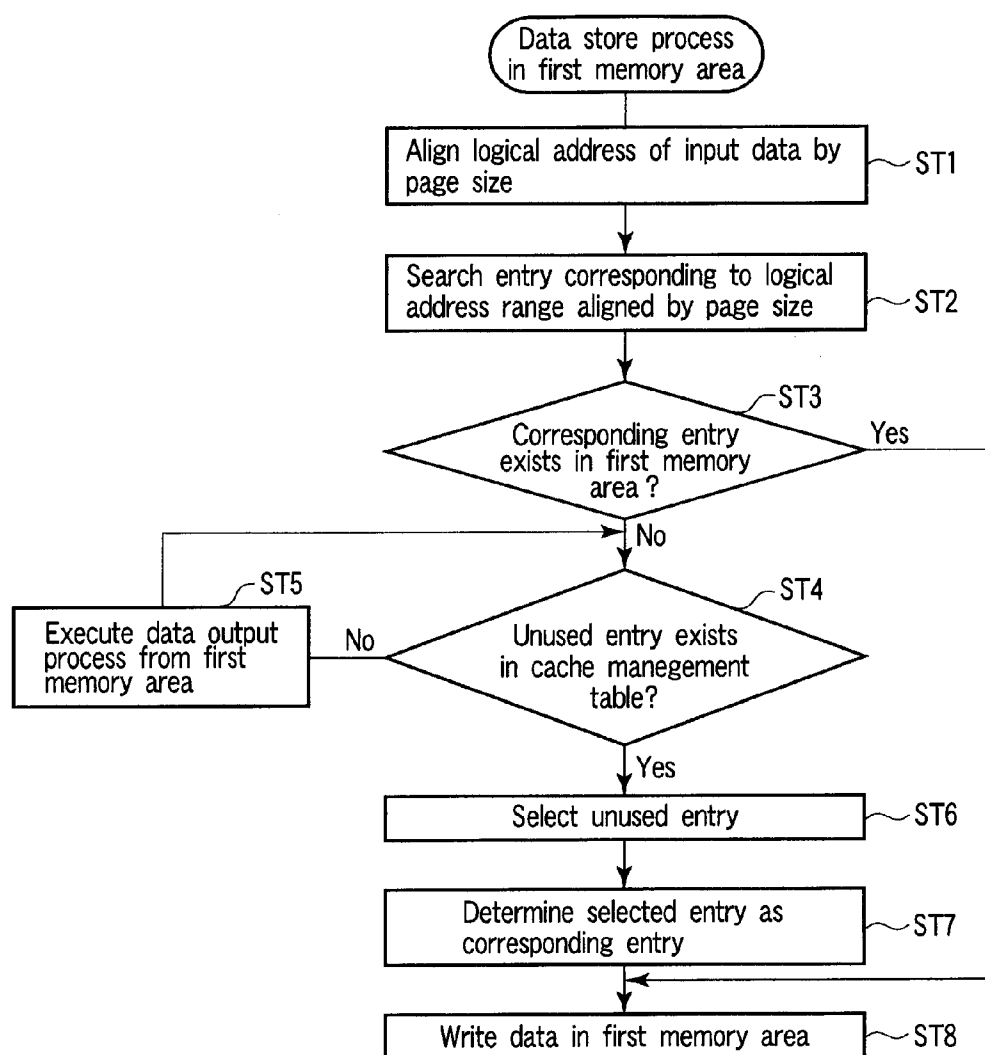 Data store process
in first memory area
Align logical address of input data by
page size
ST1
Search entry corresponding to logical
address range aligned by page size
ST2
ST3
Corresponding entry
exists in first memory
area ?
Yes
No
ST5
ST4
Execute data output
process from first
memory area
No
Unused entry exists
in cache manegement
table?
Yes
Select unused entry
ST6
Determine selected entry as
corresponding entry
ST7
Write data in first memory area
ST8